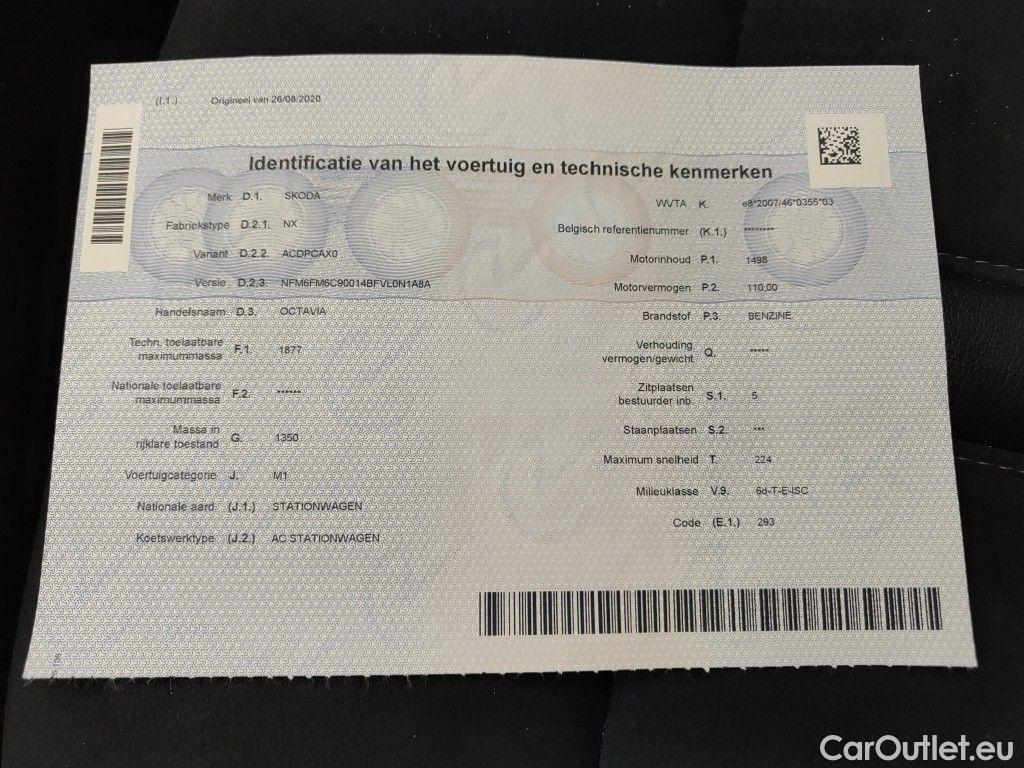 (I.1.) Origineel van 26/08/2020
Identificatie van het voertuig en technische kenmerken
Merk D.1. SKODA
Fabriekstype D.2.1. NX
Variant D.2.2. ACDPCAX0
Versie D.2.3. NFM6FM6C90014BFVL0N1A8A
Handelsnaam D.3. OCTAVIA
Techn. toelaatbare
maximummassa F.1. 1877
Nationale toelaatbare
maximummassa F.2. ******
Massa in
rijklare toestand G. 1350
Voertuigcategorie J. M1
Nationale aard (J.1.) STATIONWAGEN
Koetswerktype (J.2.) AC STATIONWAGEN
WVTA K. e8*2007/46*0355*03
Belgisch referentienummer (K.1.) ********
Motorinhoud P.1. 1498
Motorvermogen P.2. 110,00
Brandstof P.3. BENZINE
Verhouding
vermogen/gewicht Q. *****
Zitplaatsen
bestuurder inb. S.1. 5
Staanplaatsen S.2. ***
Maximum snelheid T. 224
Milieuklasse V.9. 6d-T-E-ISC
Code (E.1.) 293
CarOutlet.eu